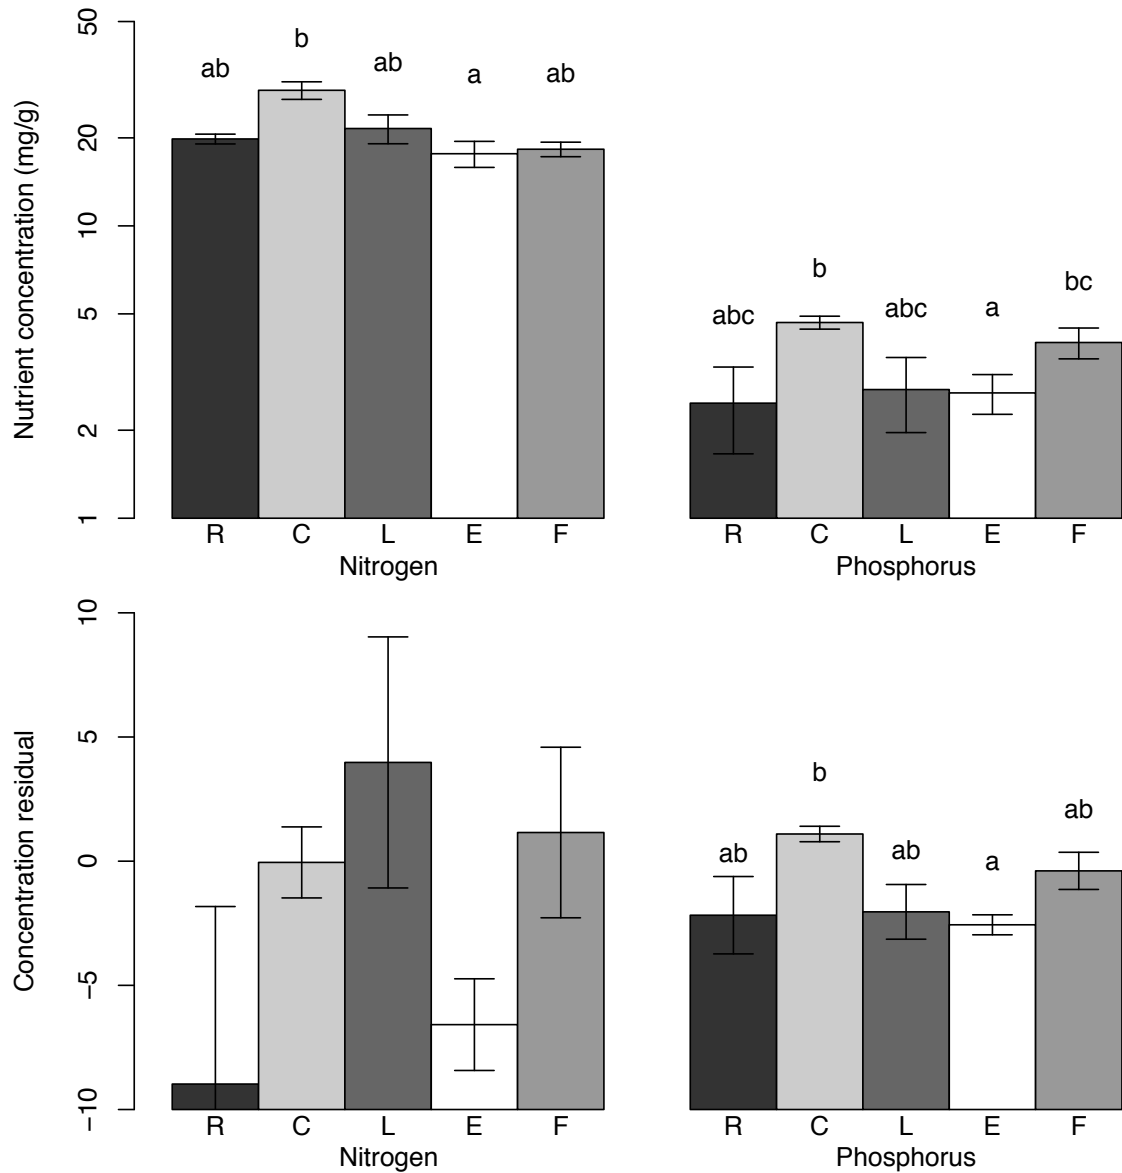 Nutrient concentration (mg/g)
50
20
10
5
2
1
ab b ab a ab
abc b abc a bc
R C L E F
Nitrogen
R C L E F
Phosphorus
Concentration residual
10
5
0
−5
−10
ab b ab a ab
R C L E F
Nitrogen
R C L E F
Phosphorus